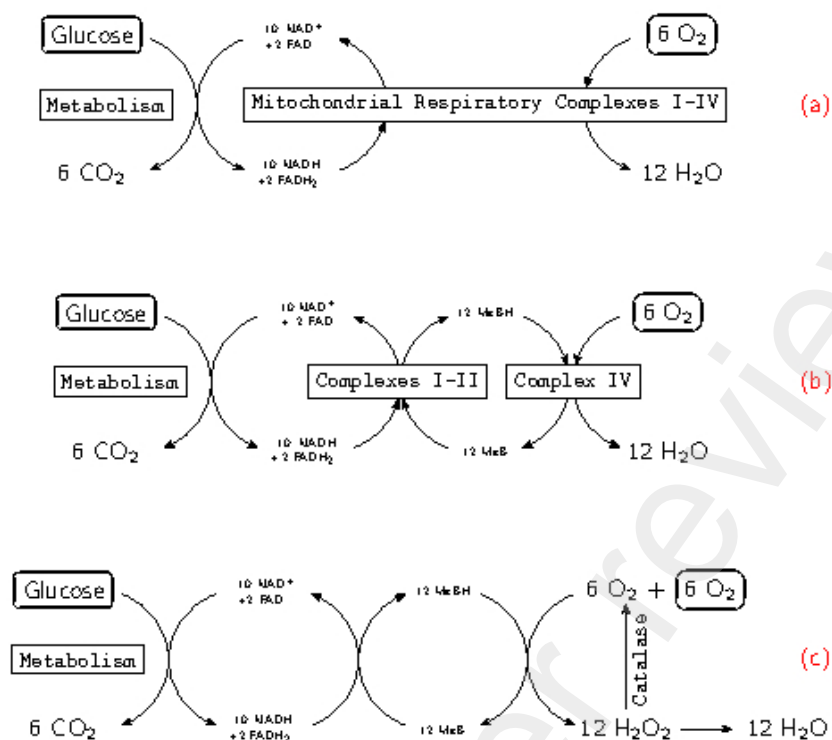 Glucose
10 NAD⁺
+2 FAD
6 O₂
Metabolism
Mitochondrial Respiratory Complexes I-IV
(a)
6 CO₂
10 NADH
+2 FADH₂
12 H₂O
Glucose
10 NAD⁺
+ 2 FAD
12 MeBH
6 O₂
Metabolism
Complexes I-II
Complex IV
(b)
6 CO₂
10 NADH
+ 2 FADH₂
12 MeB
12 H₂O
Glucose
10 NAD⁺
+2 FAD
12 MeBH
6 O₂ + 6 O₂
Metabolism
Catalase
(c)
6 CO₂
10 NADH
+ 2 FADH₂
12 MeB
12 H₂O₂
12 H₂O
er review